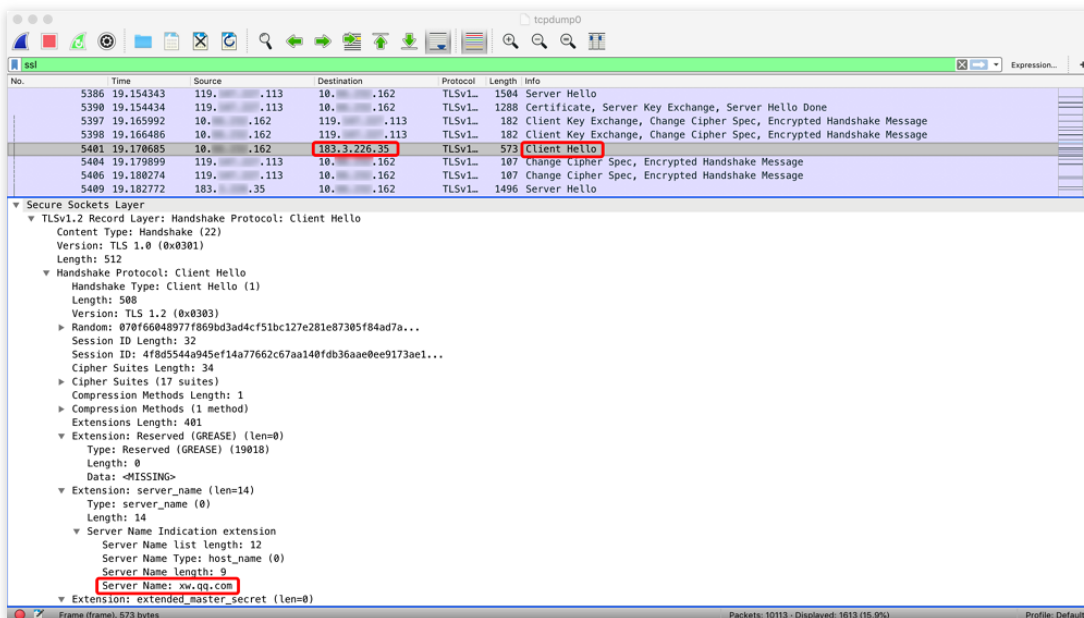 tcpdump0
ssl
Expression...
+
No. Time Source Destination Protocol Length Info
5386 19.154343 119. .113 10. .162 TLSv1… 1504 Server Hello
5390 19.154434 119. .113 10. .162 TLSv1… 1288 Certificate, Server Key Exchange, Server Hello Done
5397 19.165992 10. .162 119. .113 TLSv1… 182 Client Key Exchange, Change Cipher Spec, Encrypted Handshake Message
5398 19.166486 10. .162 119. .113 TLSv1… 182 Client Key Exchange, Change Cipher Spec, Encrypted Handshake Message
5401 19.170685 10. .162 183.3.226.35 TLSv1… 573 Client Hello
5404 19.179899 119. .113 10. .162 TLSv1… 107 Change Cipher Spec, Encrypted Handshake Message
5406 19.180274 119. .113 10. .162 TLSv1… 107 Change Cipher Spec, Encrypted Handshake Message
5409 19.182772 183. .35 10. .162 TLSv1… 1496 Server Hello
Secure Sockets Layer
TLSv1.2 Record Layer: Handshake Protocol: Client Hello
Content Type: Handshake (22)
Version: TLS 1.0 (0x0301)
Length: 512
Handshake Protocol: Client Hello
Handshake Type: Client Hello (1)
Length: 508
Version: TLS 1.2 (0x0303)
Random: 070f66048977f869bd3ad4cf51bc127e281e87305f84ad7a...
Session ID Length: 32
Session ID: 4f8d5544a945ef14a77662c67aa140fdb36aae0ee9173ae1...
Cipher Suites Length: 34
Cipher Suites (17 suites)
Compression Methods Length: 1
Compression Methods (1 method)
Extensions Length: 401
Extension: Reserved (GREASE) (len=0)
Type: Reserved (GREASE) (19018)
Length: 0
Data: <MISSING>
Extension: server_name (len=14)
Type: server_name (0)
Length: 14
Server Name Indication extension
Server Name list length: 12
Server Name Type: host_name (0)
Server Name length: 9
Server Name: xw.qq.com
Extension: extended_master_secret (len=0)
Frame (frame), 573 bytes
Packets: 10113 · Displayed: 1613 (15.9%)
Profile: Default